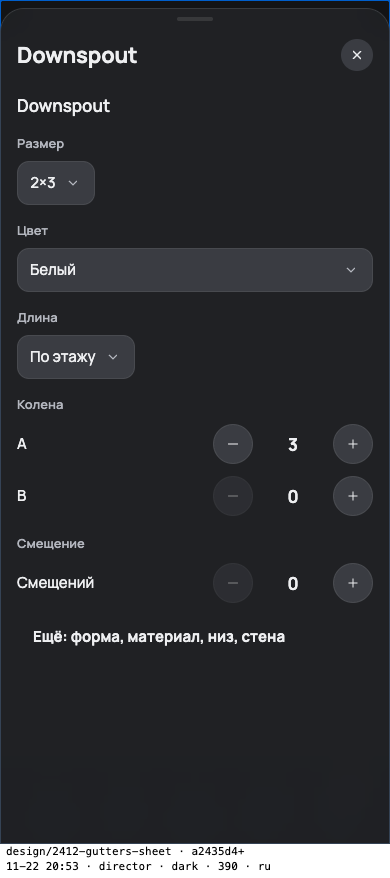 Downspout
Downspout
Размер
2×3
Цвет
Белый
Длина
По этажу
Колена
A
3
B
0
Смещение
Смещений
0
Ещё: форма, материал, низ, стена
design/2412-gutters-sheet · a2435d4+
11-22 20:53 · director · dark · 390 · ru